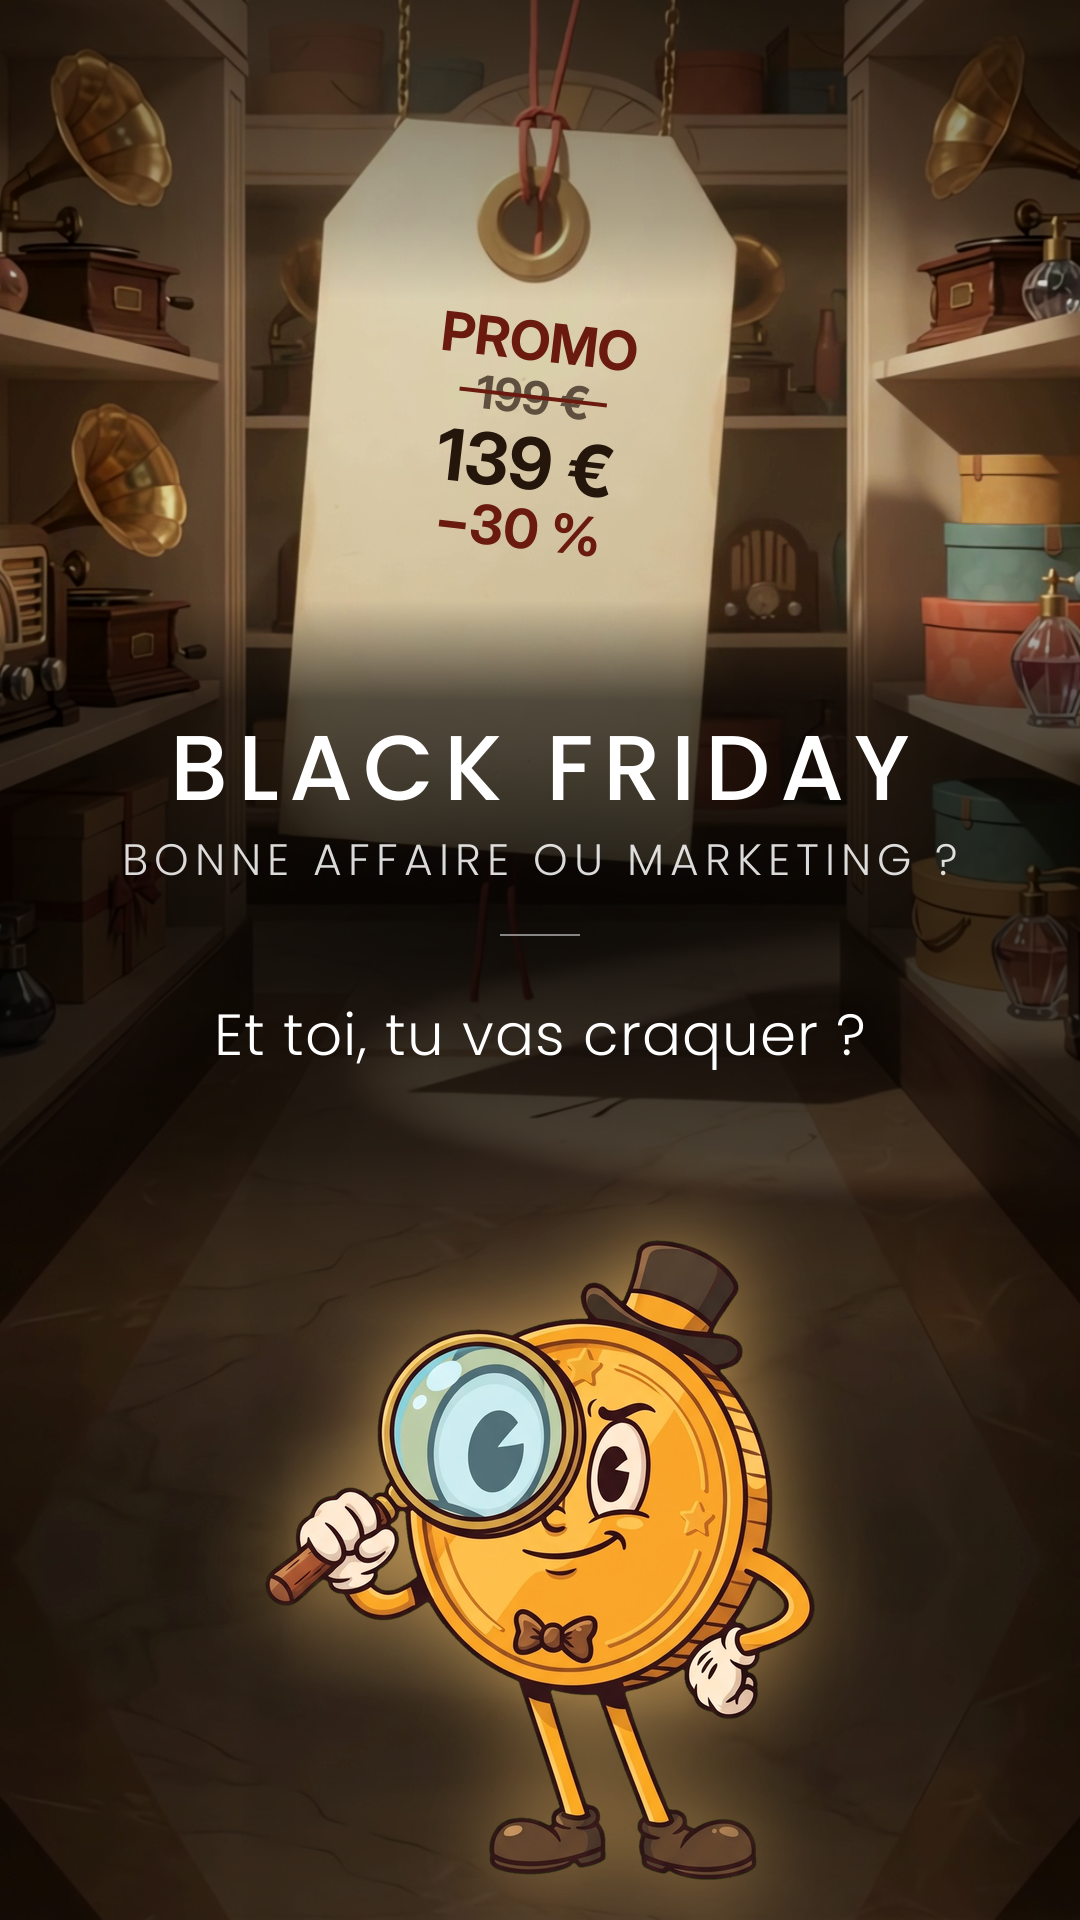 PROMO
199 €
139 €
−30 %
BLACK FRIDAY
BONNE AFFAIRE OU MARKETING ?
Et toi, tu vas craquer ?